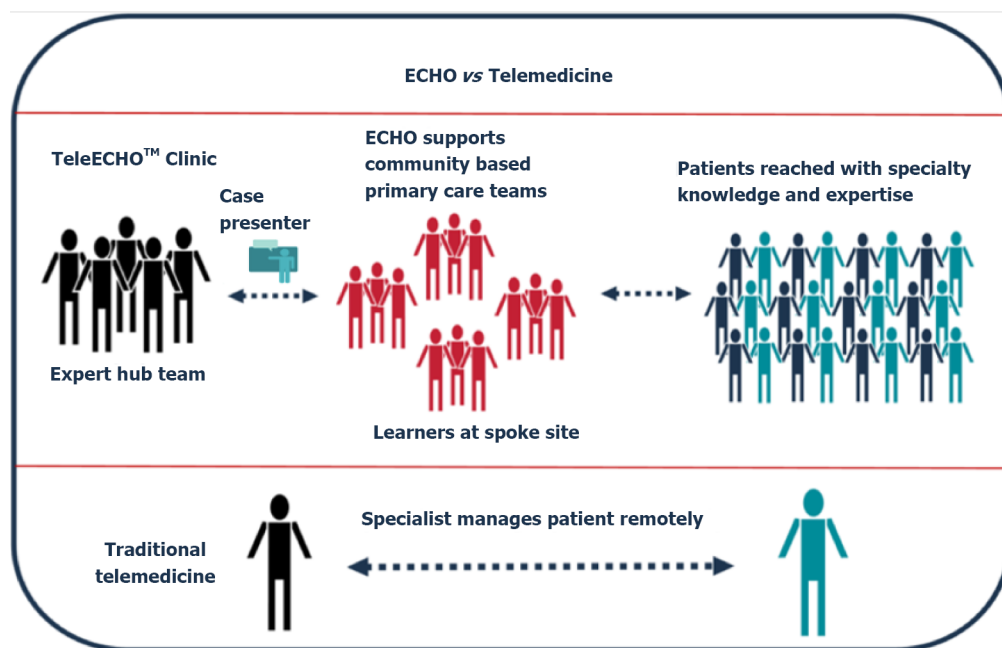 ECHO vs Telemedicine
TeleECHO™ Clinic
Case
presenter
ECHO supports
community based
primary care teams
Patients reached with specialty
knowledge and expertise
Expert hub team
Learners at spoke site
Traditional
telemedicine
Specialist manages patient remotely